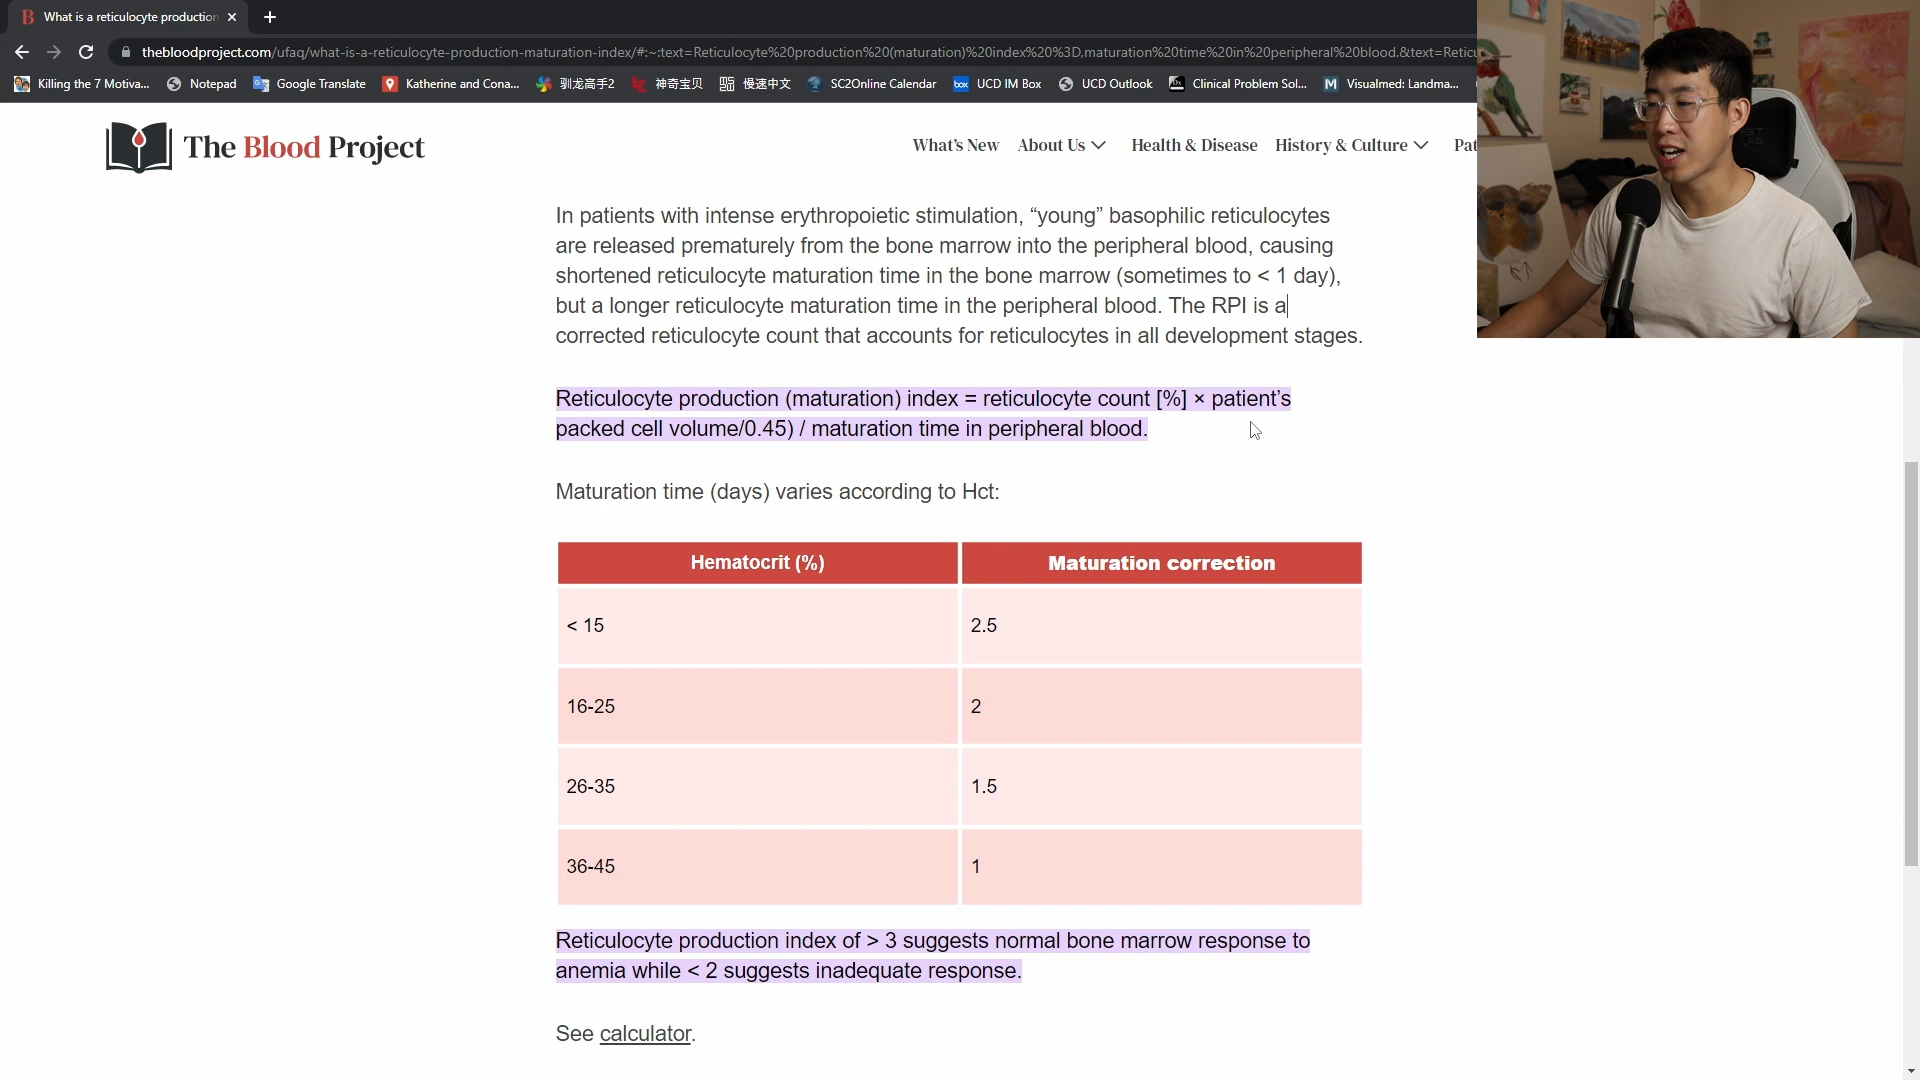 What is a reticulocyte production
thebloodproject.com/ufaq/what-is-a-reticulocyte-production-maturation-index/#:~:text=Reticulocyte%20production%20(maturation)%20index%20%3D,maturation%20time%20in%20peripheral%20blood.&text=Reticu
Killing the 7 Motiva... Notepad Google Translate Katherine and Cona... 驯龙高手2 神奇宝贝 慢速中文 SC2Online Calendar box UCD IM Box UCD Outlook Clinical Problem Sol... M Visualmed: Landma...
The Blood Project What's New About Us Health & Disease History & Culture Pat
In patients with intense erythropoietic stimulation, “young” basophilic reticulocytes
are released prematurely from the bone marrow into the peripheral blood, causing
shortened reticulocyte maturation time in the bone marrow (sometimes to < 1 day),
but a longer reticulocyte maturation time in the peripheral blood. The RPI is a
corrected reticulocyte count that accounts for reticulocytes in all development stages.
Reticulocyte production (maturation) index = reticulocyte count [%] × patient’s
packed cell volume/0.45) / maturation time in peripheral blood.
Maturation time (days) varies according to Hct:
Hematocrit (%) Maturation correction
< 15 2.5
16-25 2
26-35 1.5
36-45 1
Reticulocyte production index of > 3 suggests normal bone marrow response to
anemia while < 2 suggests inadequate response.
See calculator.